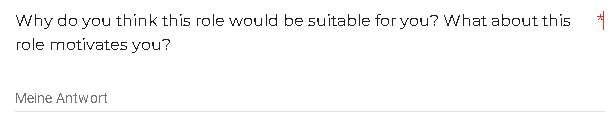 Why do you think this role would be suitable for you? What about this *
role motivates you?
Meine Antwort